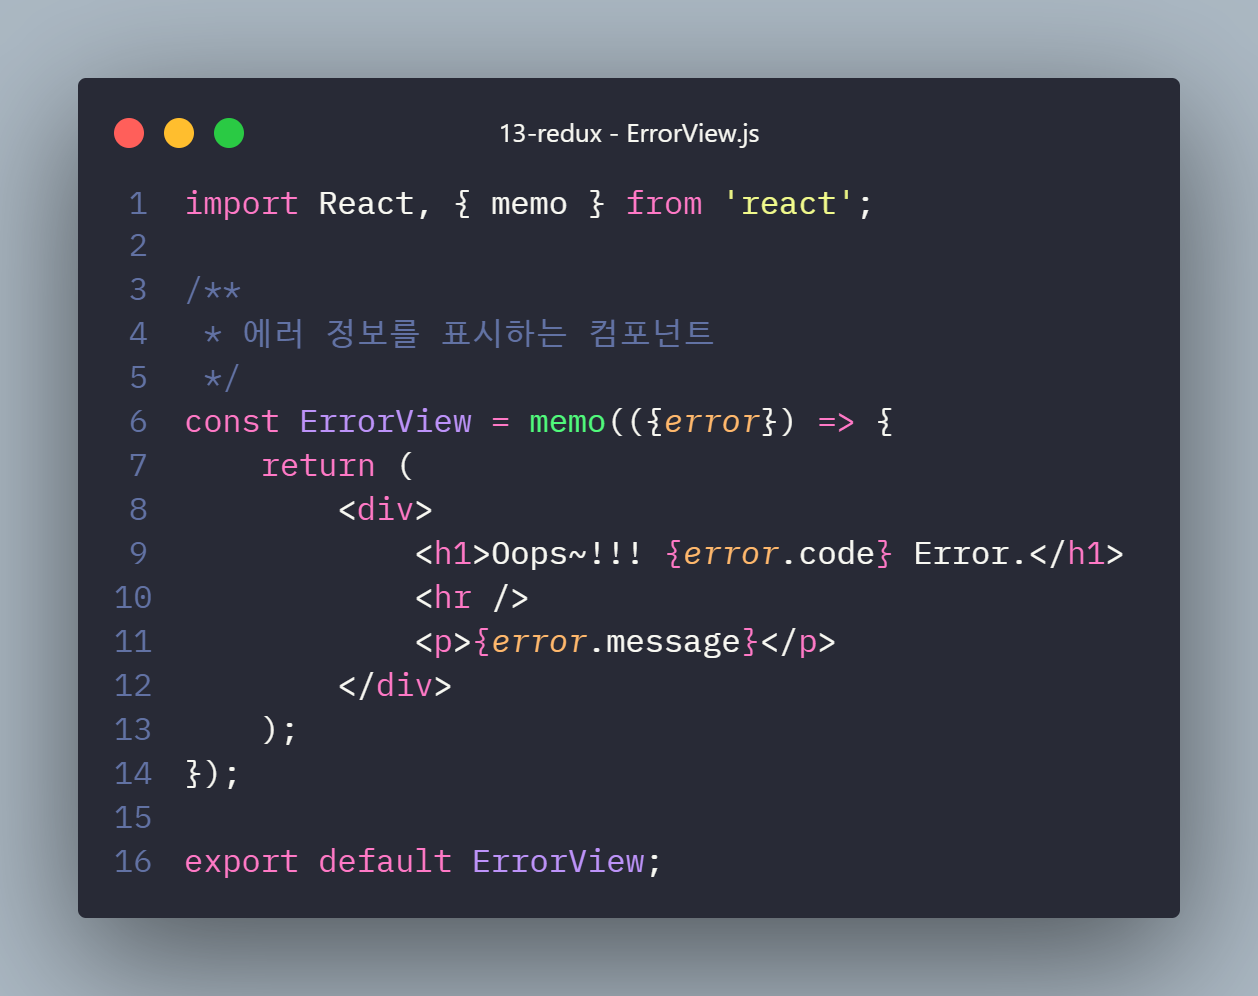 13-redux - ErrorView.js
1 import React, { memo } from 'react';
2
3 /**
4  * 에러 정보를 표시하는 컴포넌트
5  */
6 const ErrorView = memo(({error}) => {
7     return (
8         <div>
9             <h1>Oops~!!! {error.code} Error.</h1>
10             <hr />
11             <p>{error.message}</p>
12         </div>
13     );
14 });
15
16 export default ErrorView;